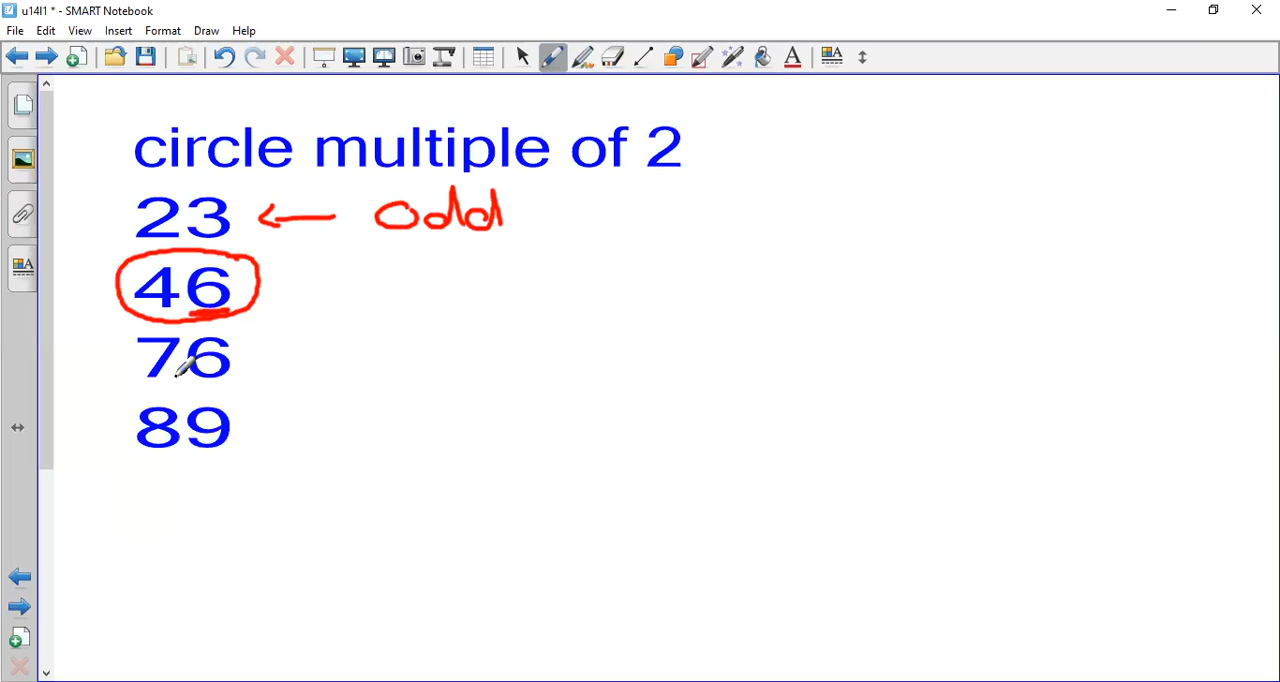 u14l1 * - SMART Notebook
File Edit View Insert Format Draw Help
circle multiple of 2
23 ← odd
46
76
89